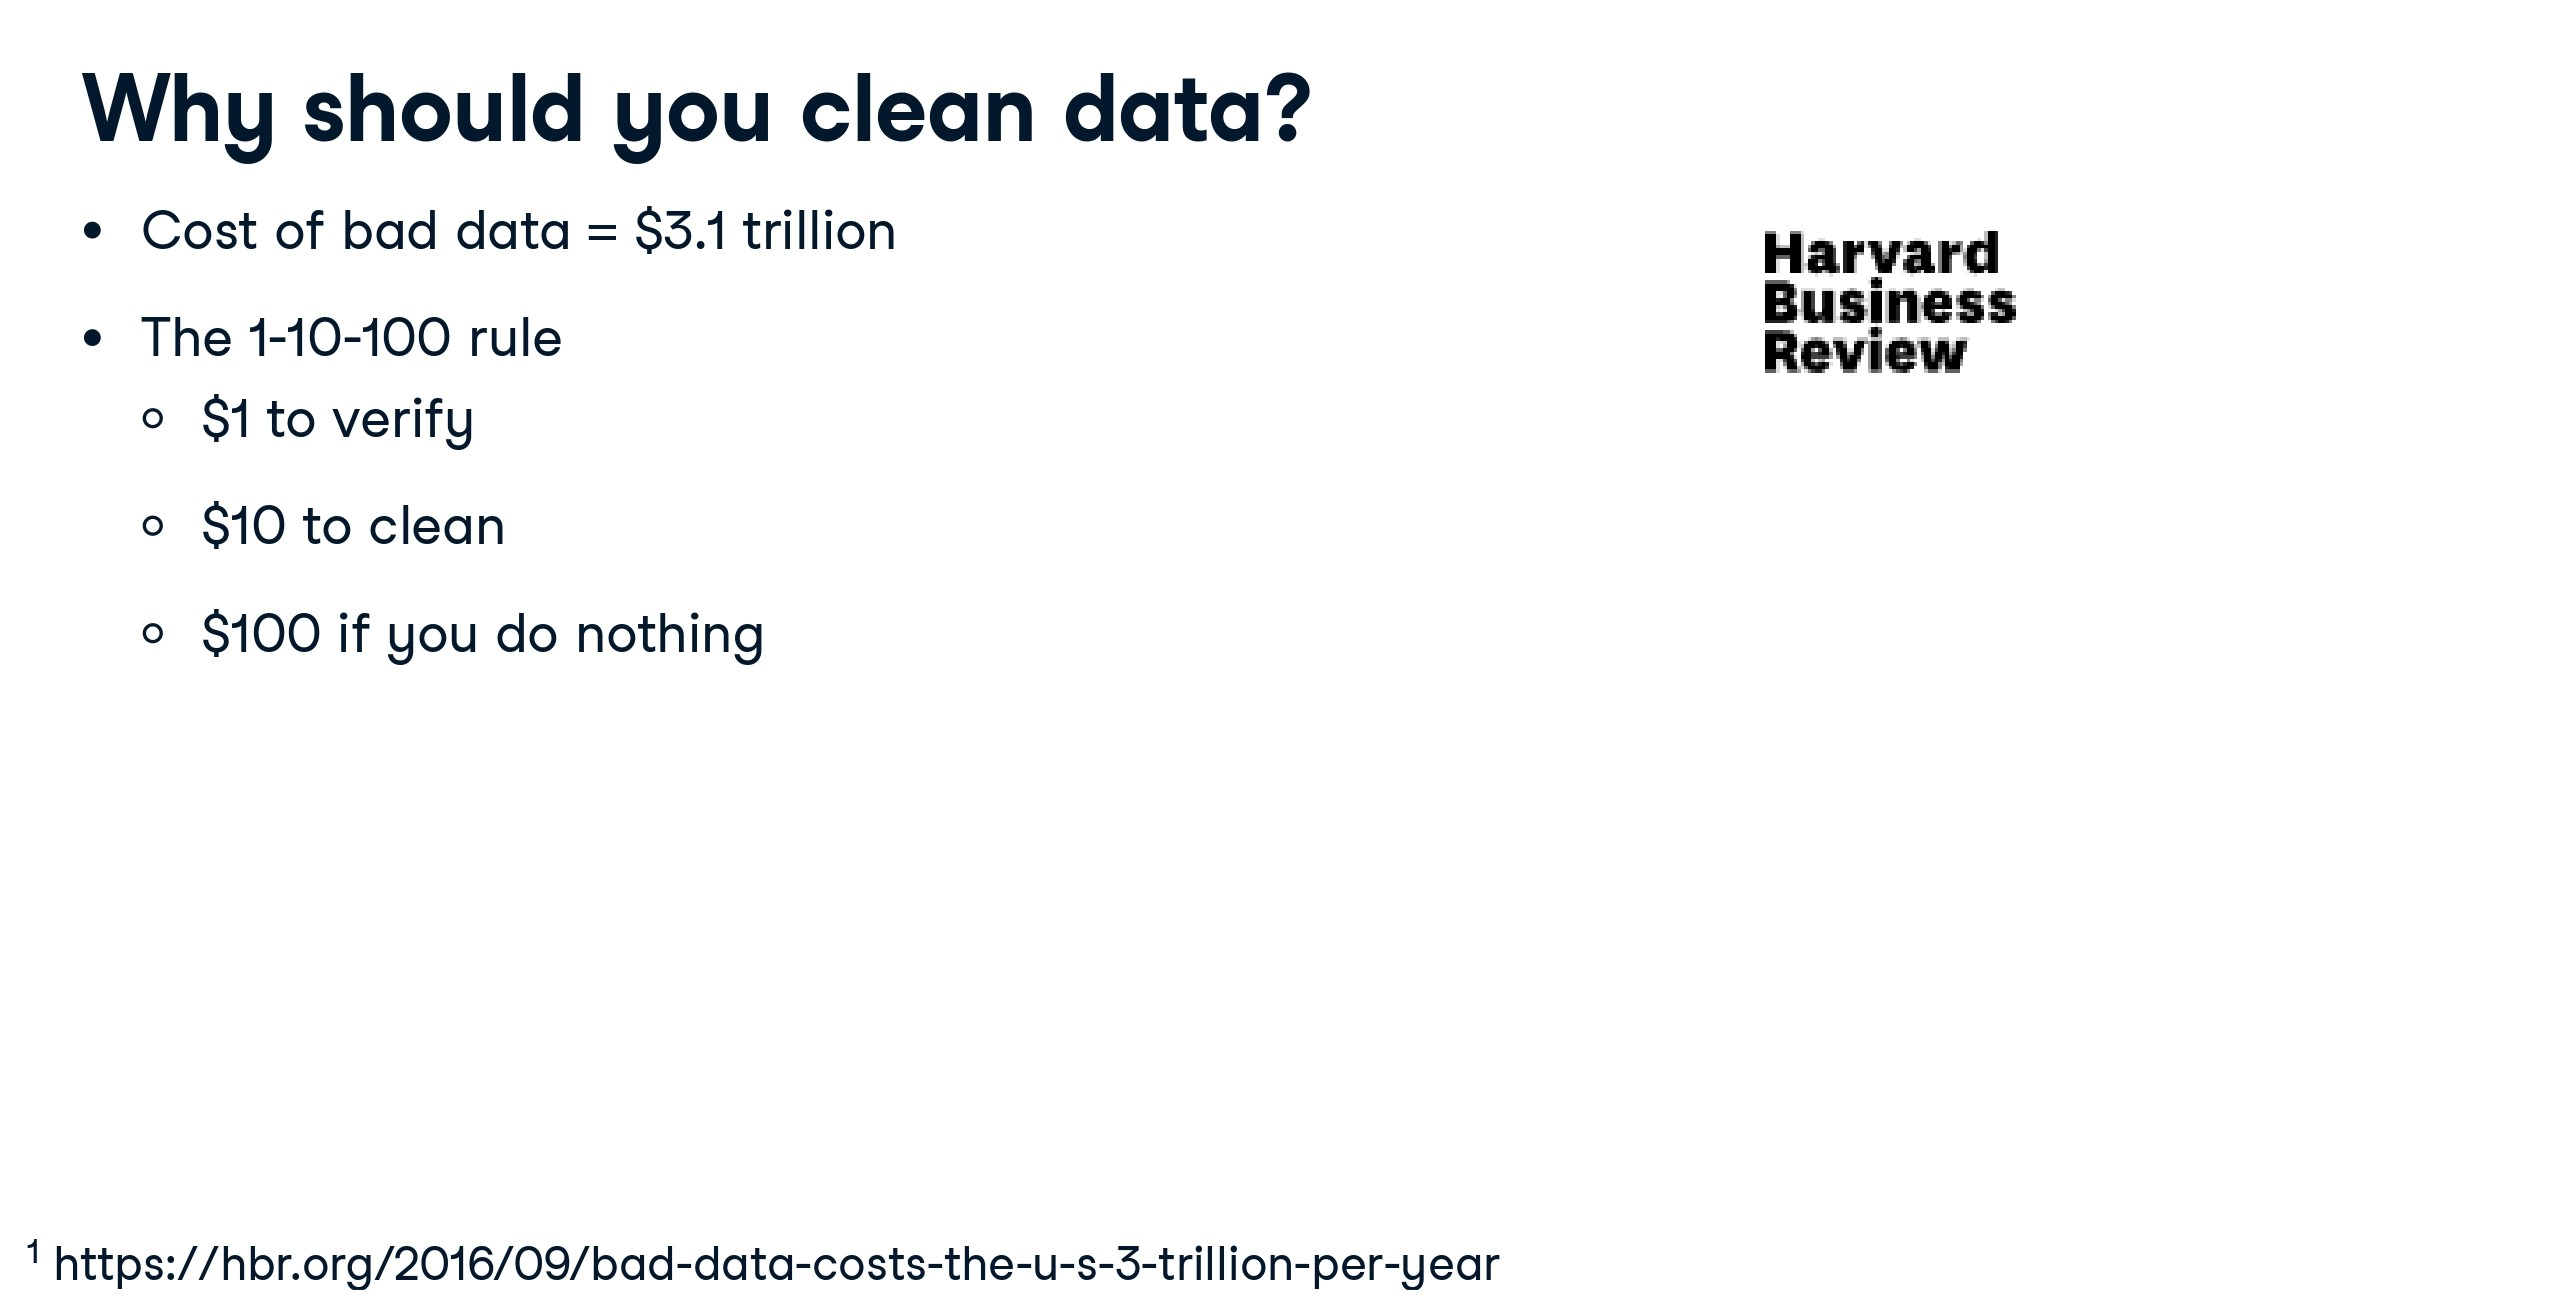 Why should you clean data?
• Cost of bad data = $3.1 trillion
• The 1-10-100 rule
○ $1 to verify
○ $10 to clean
○ $100 if you do nothing
Harvard
Business
Review
1 https://hbr.org/2016/09/bad-data-costs-the-u-s-3-trillion-per-year